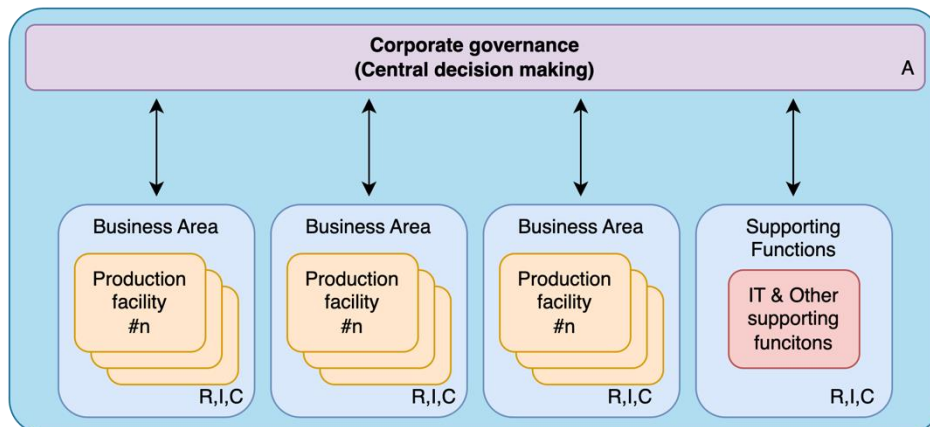 Corporate governance
(Central decision making)
A
Business Area
Production
facility
#n
R,I,C
Business Area
Production
facility
#n
R,I,C
Business Area
Production
facility
#n
R,I,C
Supporting
Functions
IT & Other
supporting
funcitons
R,I,C